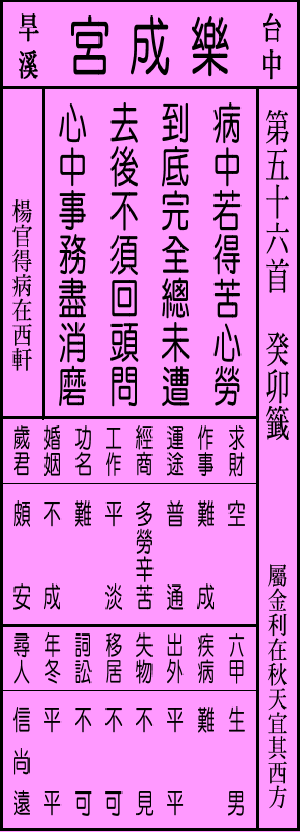 台中
樂成宮
旱溪
第五十六首 癸卯籤 屬金利在秋天宜其西方
病中若得苦心勞
到底完全總未遭
去後不須回頭問
心中事務盡消磨
楊官得病在西軒
求財 空
作事 難成
運途 普通
經商 多勞辛苦
工作 平淡
功名 難
婚姻 不成
歲君 頗安
六甲 生男
疾病 難
出外 平平
失物 不見
移居 不可
詞訟 不可
年冬 平平
尋人 信尚遠